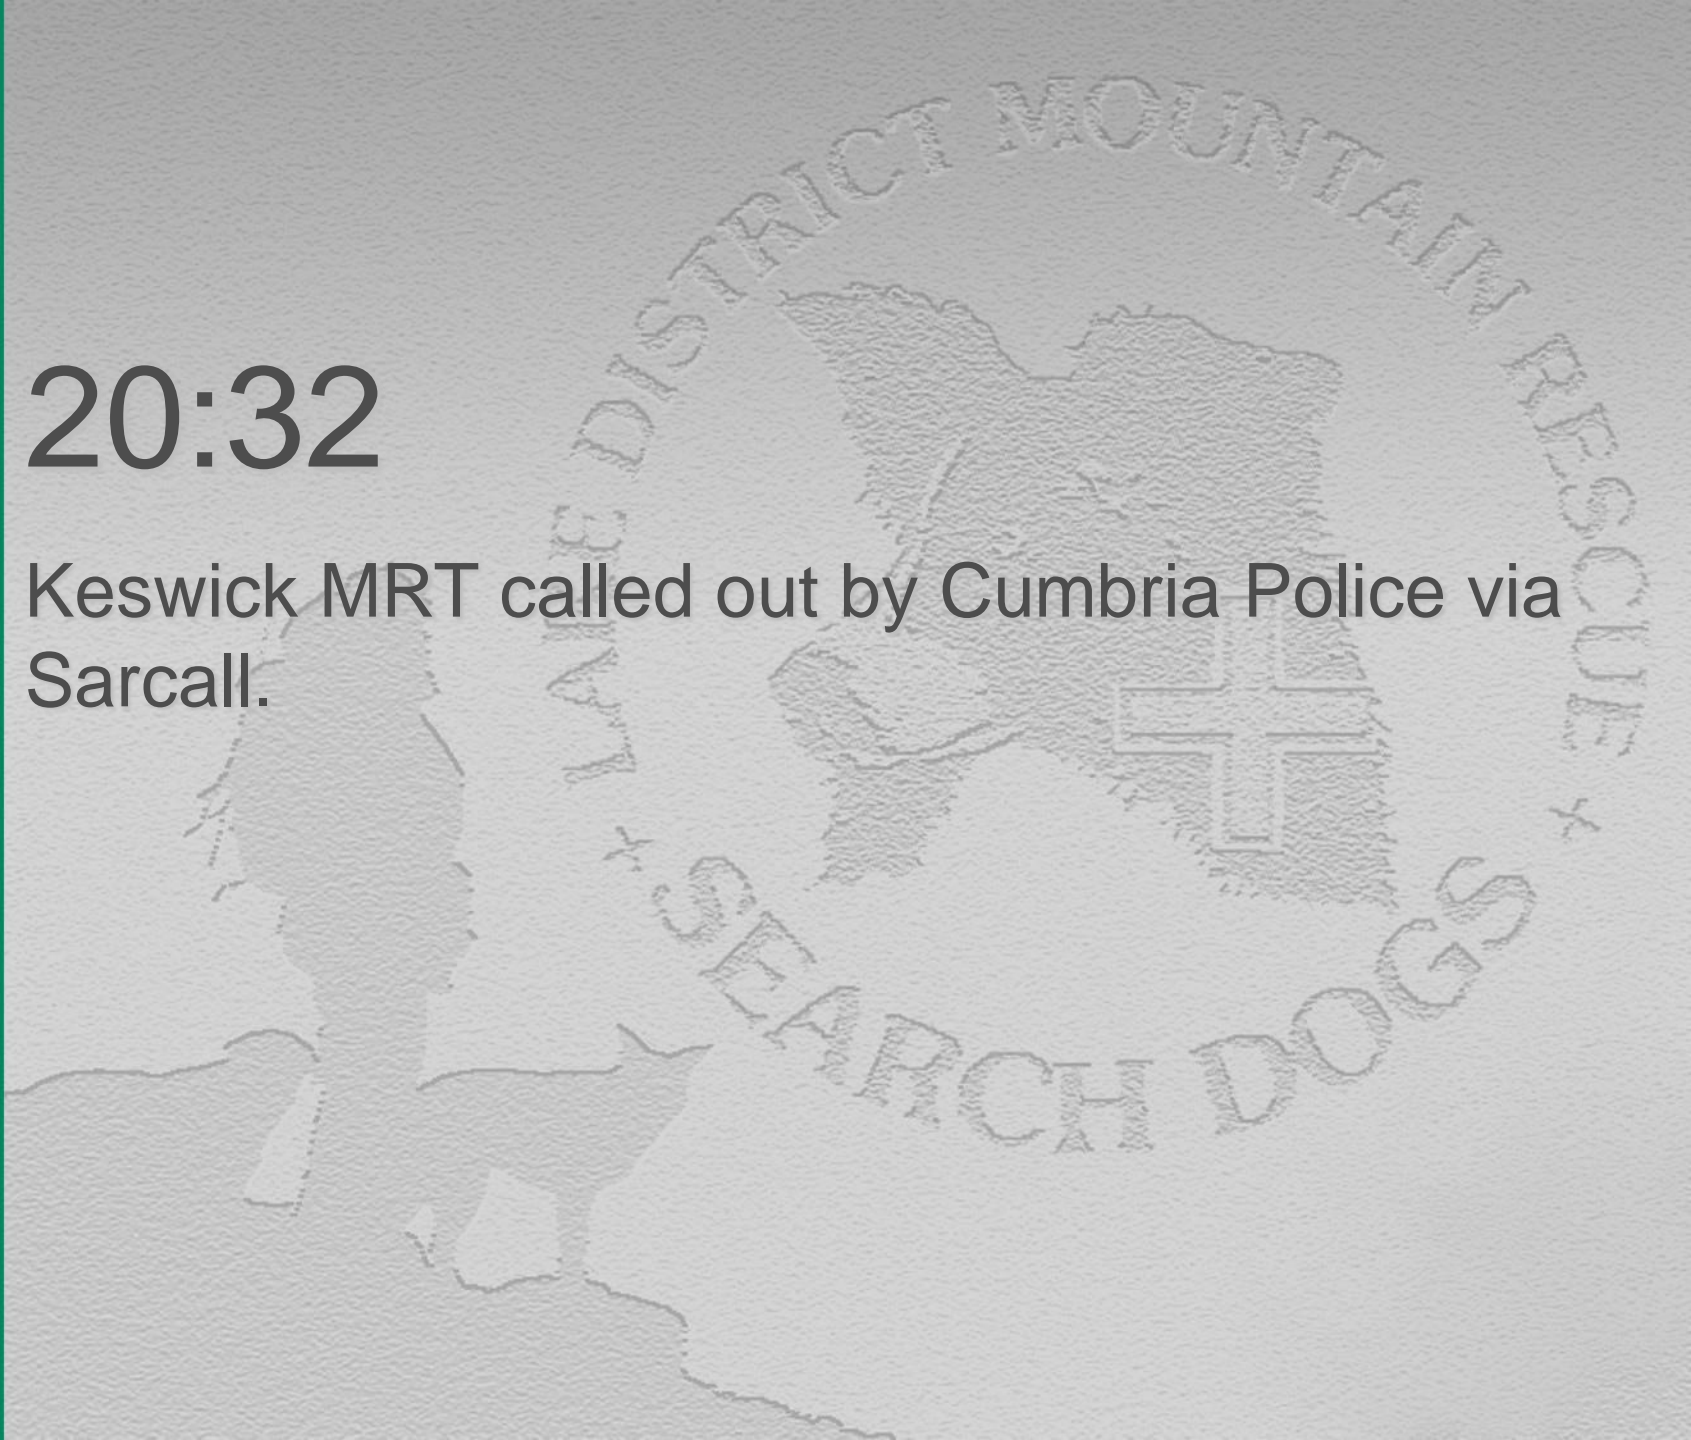 LAKE DISTRICT MOUNTAIN RESCUE
20:32
Keswick MRT called out by Cumbria Police via
Sarcall.
SEARCH DOGS